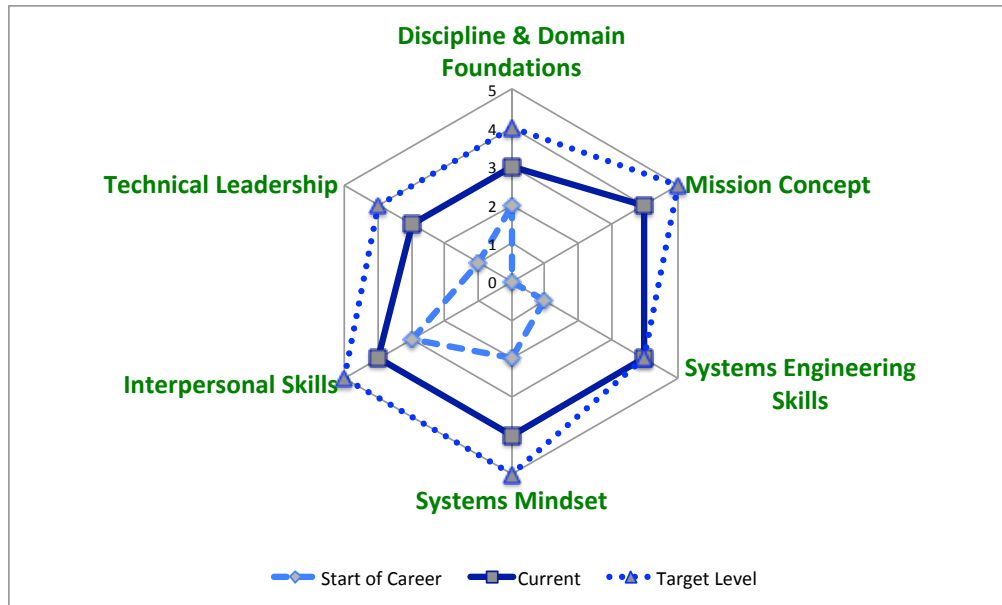 Discipline & Domain
Foundations
5
4
3
2
1
0
Technical Leadership
Mission Concept
Interpersonal Skills
Systems Engineering
Skills
Systems Mindset
Start of Career
Current
Target Level